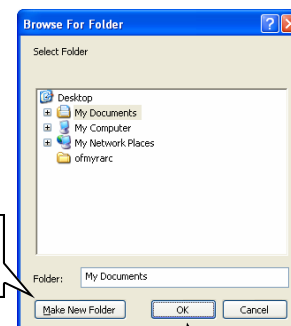 Browse For Folder
Select Folder
Desktop
My Documents
My Computer
My Network Places
ofmyrarc
Folder: My Documents
Make New Folder OK Cancel